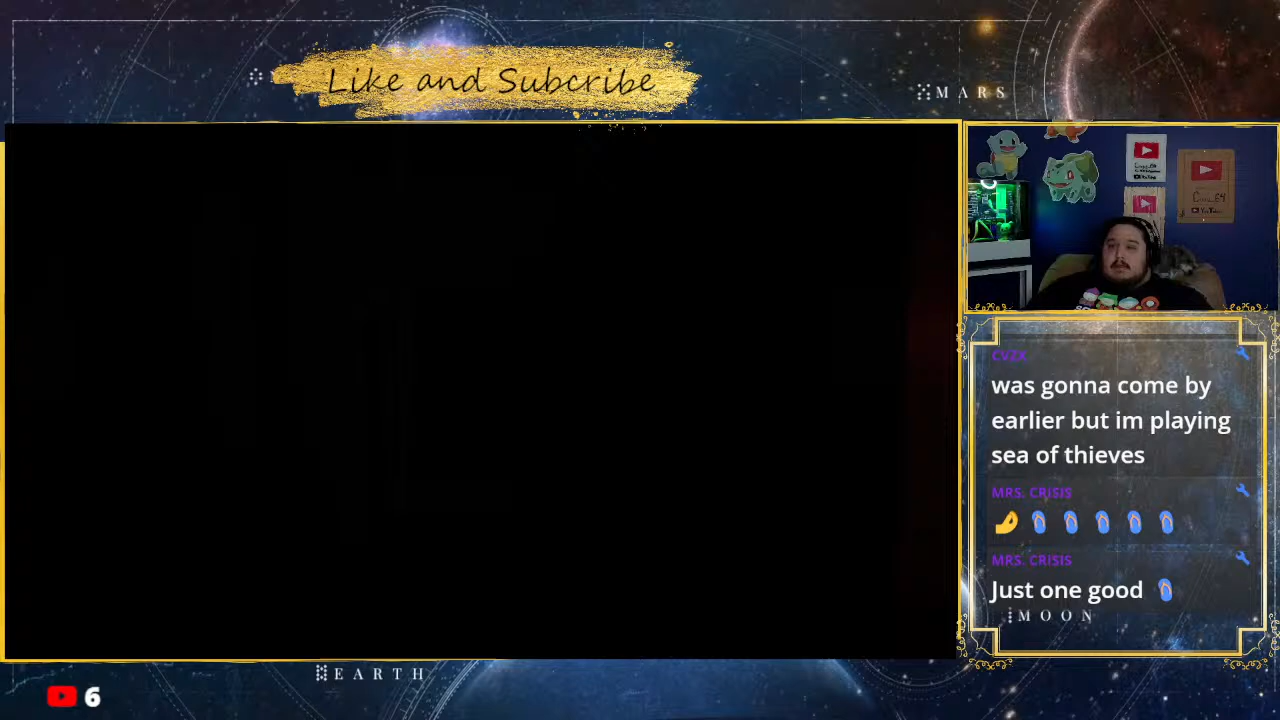 Like and Subcribe
MARS
CVZX
was gonna come by
earlier but im playing
sea of thieves
MRS. CRISIS
MRS. CRISIS
Just one good
MOON
EARTH
6